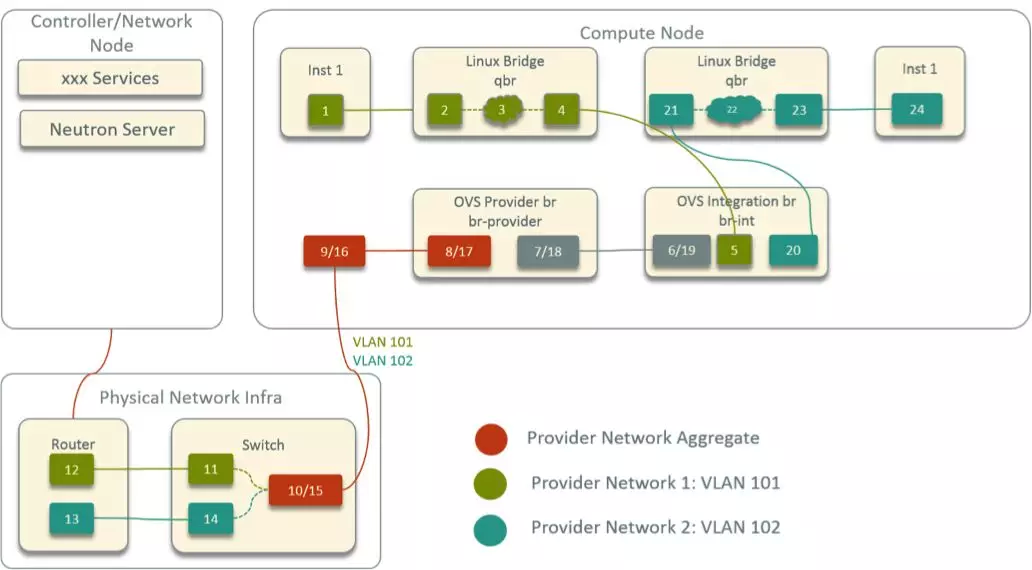 Controller/Network
Node
xxx Services
Neutron Server
Compute Node
Inst 1
1
Linux Bridge
qbr
2
3
4
Linux Bridge
qbr
21
22
23
Inst 1
24
9/16
OVS Provider br
br-provider
8/17
7/18
OVS Integration br
br-int
6/19
5
20
VLAN 101
VLAN 102
Physical Network Infra
Router
12
13
Switch
11
14
10/15
Provider Network Aggregate
Provider Network 1: VLAN 101
Provider Network 2: VLAN 102